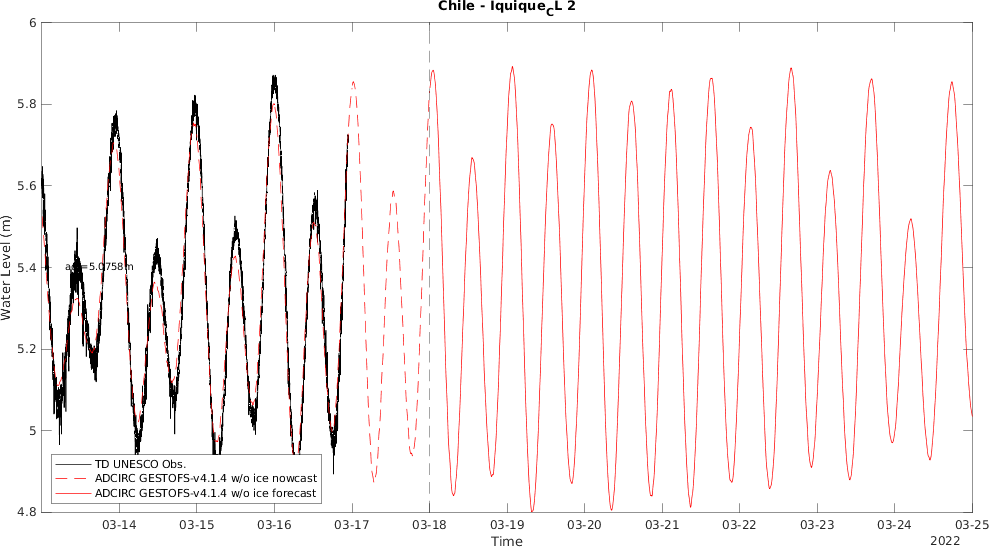 Chile - Iquique_CL 2
6
5.8
5.6
5.4
5.2
5
4.8
Water Level (m)
=5.0758m
TD UNESCO Obs.
ADCIRC GESTOFS-v4.1.4 w/o ice nowcast
ADCIRC GESTOFS-v4.1.4 w/o ice forecast
03-14 03-15 03-16 03-17 03-18 03-19 03-20 03-21 03-22 03-23 03-24 03-25
Time
2022